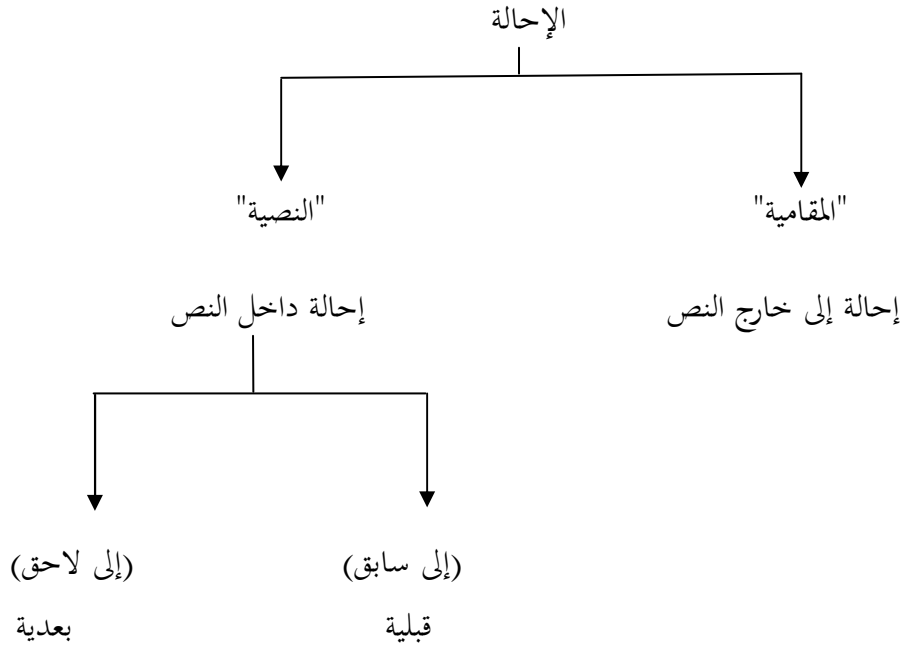 الإحالة
"المقامية"
"النصية"
إحالة إلى خارج النص
إحالة داخل النص
(إلى سابق)
(إلى لاحق)
قبلية
بعدية